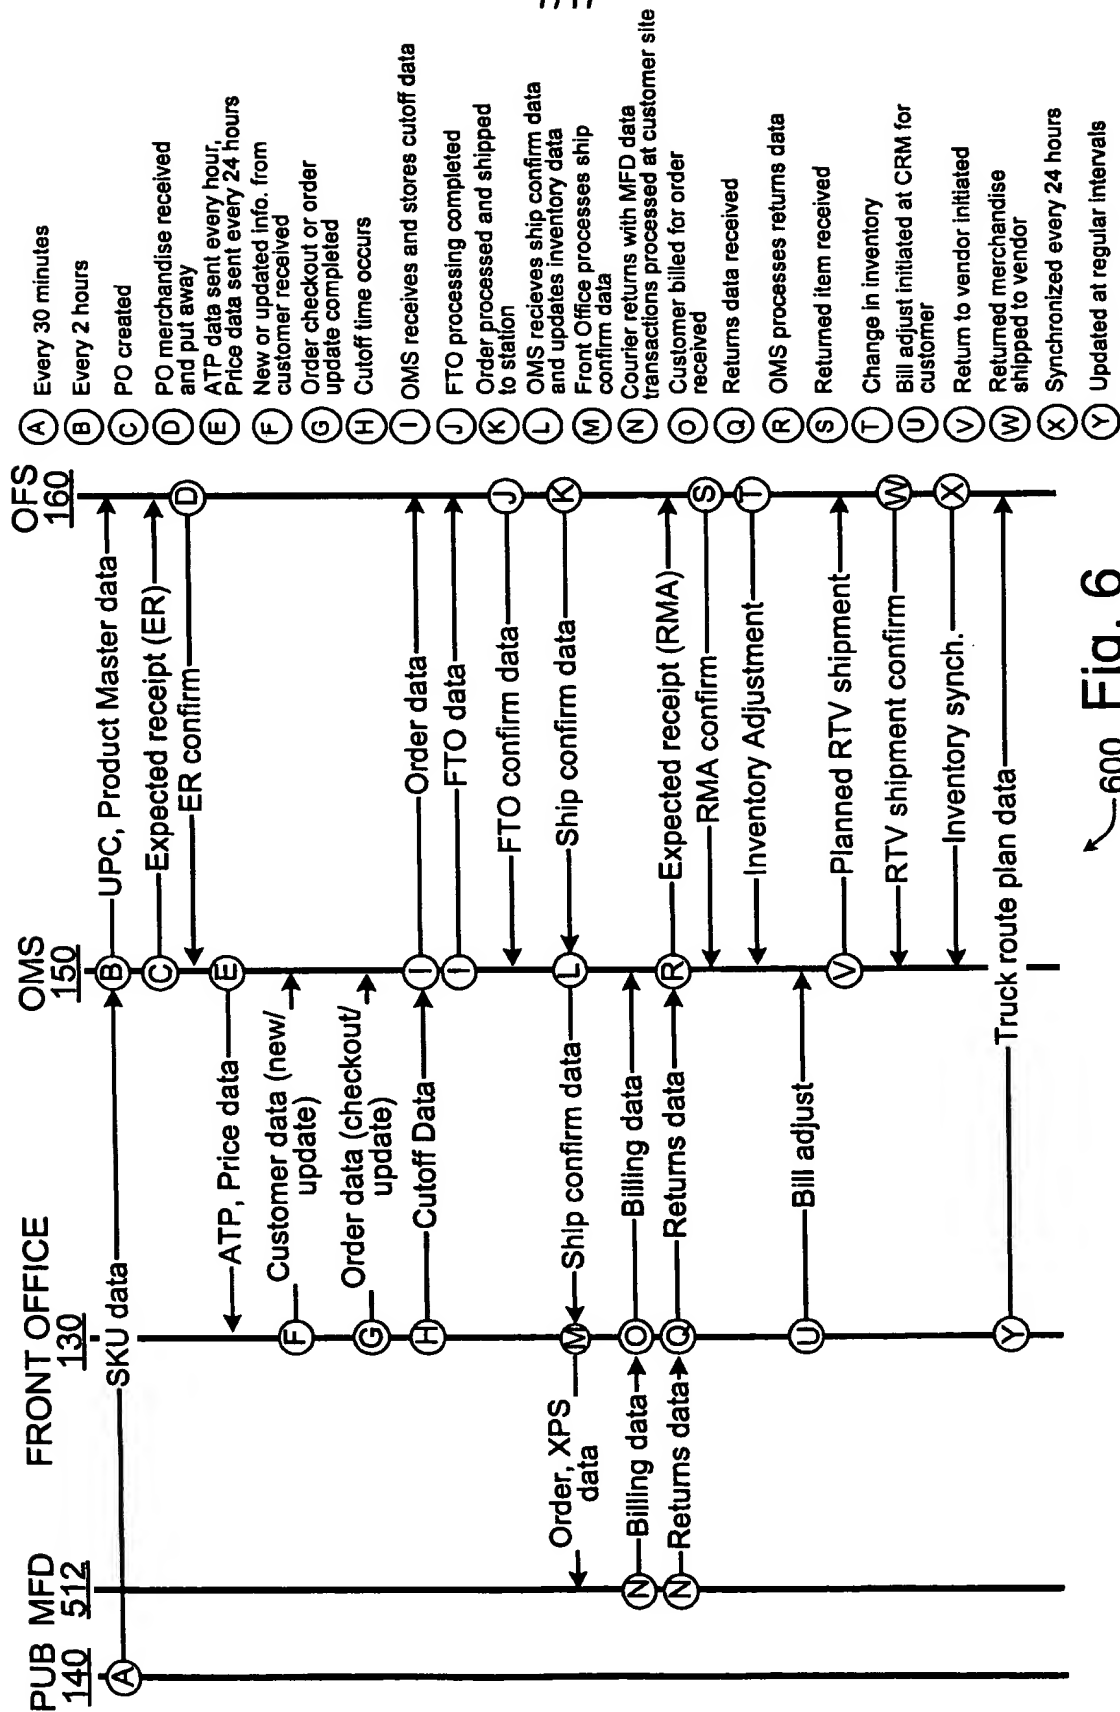 PUB
140
MFD
512
FRONT OFFICE
130
OMS
150
OFS
160
A
SKU data
B
UPC, Product Master data
C
Expected receipt (ER)
D
ER confirm
E
ATP, Price data
F
Customer data (new/
update)
G
Order data (checkout/
update)
H
Cutoff Data
I
Order data
I
FTO data
J
FTO confirm data
K
Ship confirm data
L
Ship confirm data
M
Order, XPS
data
N
Billing data
O
Billing data
N
Returns data
Q
Returns data
R
Expected receipt (RMA)
S
RMA confirm
T
Inventory Adjustment
U
Bill adjust
V
Planned RTV shipment
W
RTV shipment confirm
X
Inventory synch.
Y
Truck route plan data
A Every 30 minutes
B Every 2 hours
C PO created
D PO merchandise received
and put away
E ATP data sent every hour,
Price data sent every 24 hours
F New or updated info. from
customer received
G Order checkout or order
update completed
H Cutoff time occurs
I OMS receives and stores cutoff data
J FTO processing completed
K Order processed and shipped
to station
L OMS recieves ship confirm data
and updates inventory data
M Front Office processes ship
confirm data
N Courier returns with MFD data
transactions processed at customer site
O Customer billed for order
received
Q Returns data received
R OMS processes returns data
S Returned item received
T Change in inventory
U Bill adjust initiated at CRM for
customer
V Return to vendor initiated
W Returned merchandise
shipped to vendor
X Synchronized every 24 hours
Y Updated at regular intervals
600
Fig. 6